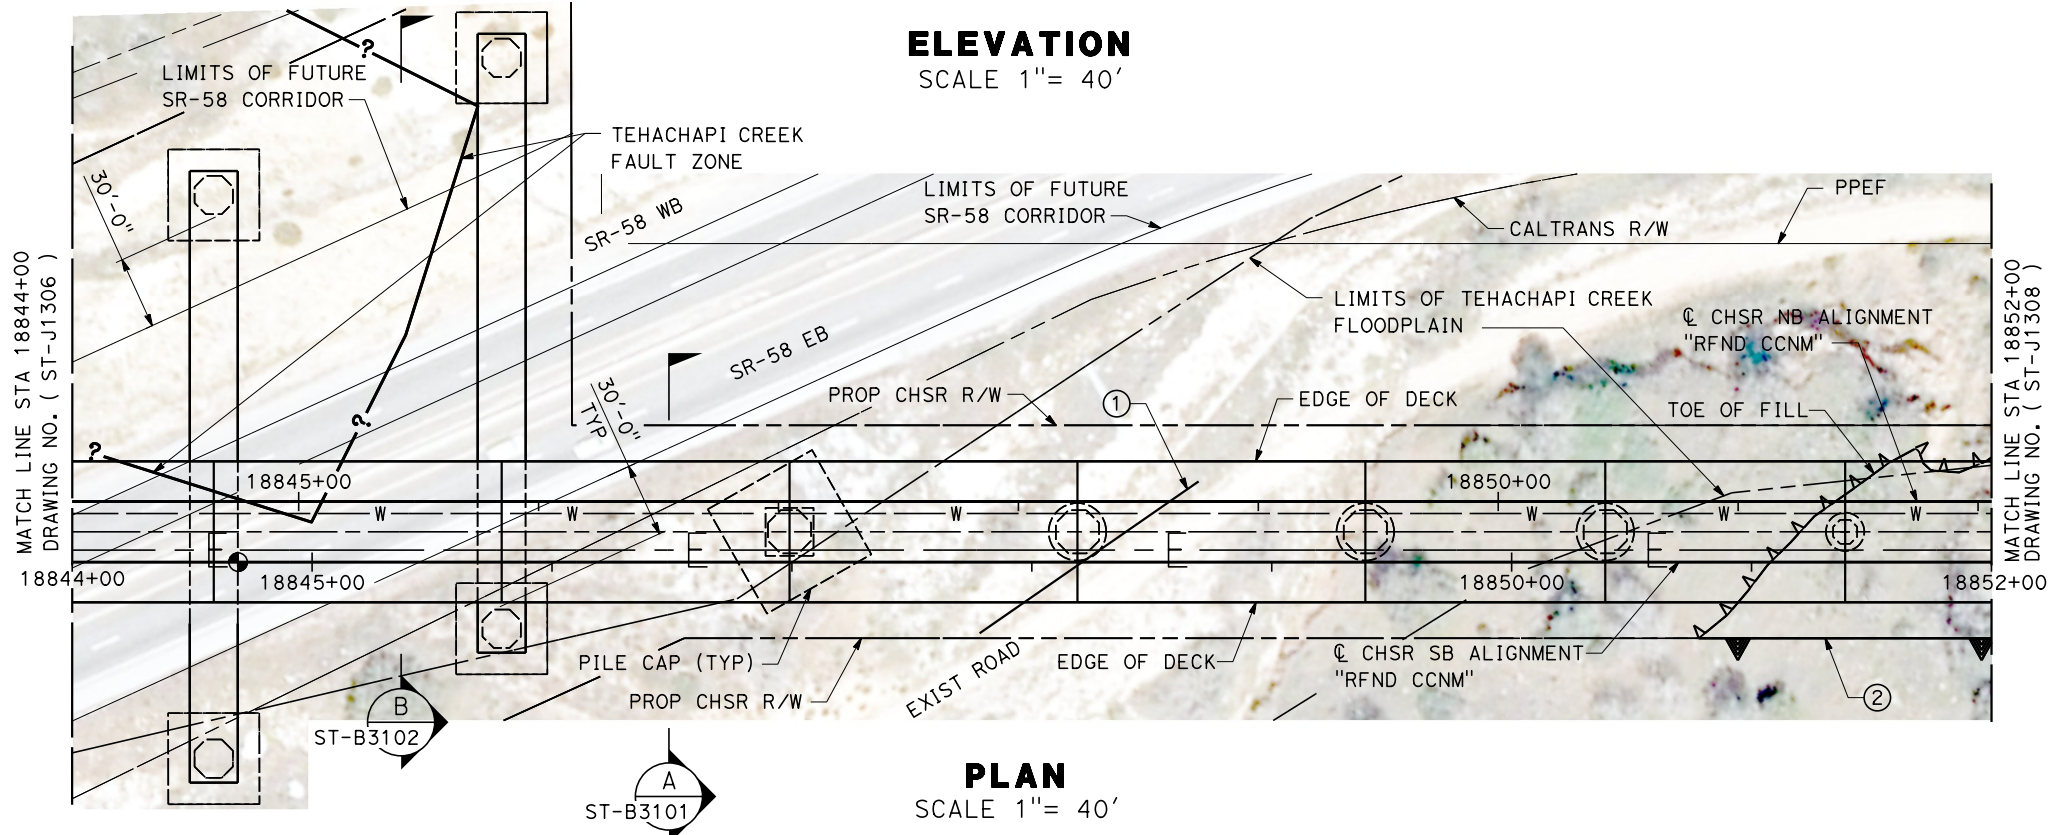 ELEVATION
SCALE 1"= 40'
?
LIMITS OF FUTURE
SR-58 CORRIDOR
TEHACHAPI CREEK
FAULT ZONE
30'-0"
SR-58 WB
LIMITS OF FUTURE
SR-58 CORRIDOR
PPEF
CALTRANS R/W
MATCH LINE STA 18844+00
DRAWING NO. ( ST-J1306 )
LIMITS OF TEHACHAPI CREEK
FLOODPLAIN
℄ CHSR NB ALIGNMENT
"RFND CCNM"
MATCH LINE STA 18852+00
DRAWING NO. ( ST-J1308 )
SR-58 EB
30'-0"
TYP
PROP CHSR R/W
1
EDGE OF DECK
TOE OF FILL
?
?
18845+00
18850+00
W
W
W
W
W
W
18844+00
18845+00
18850+00
18852+00
PILE CAP (TYP)
EDGE OF DECK
EXIST ROAD
℄ CHSR SB ALIGNMENT
"RFND CCNM"
PROP CHSR R/W
2
B
ST-B3102
A
ST-B3101
PLAN
SCALE 1"= 40'